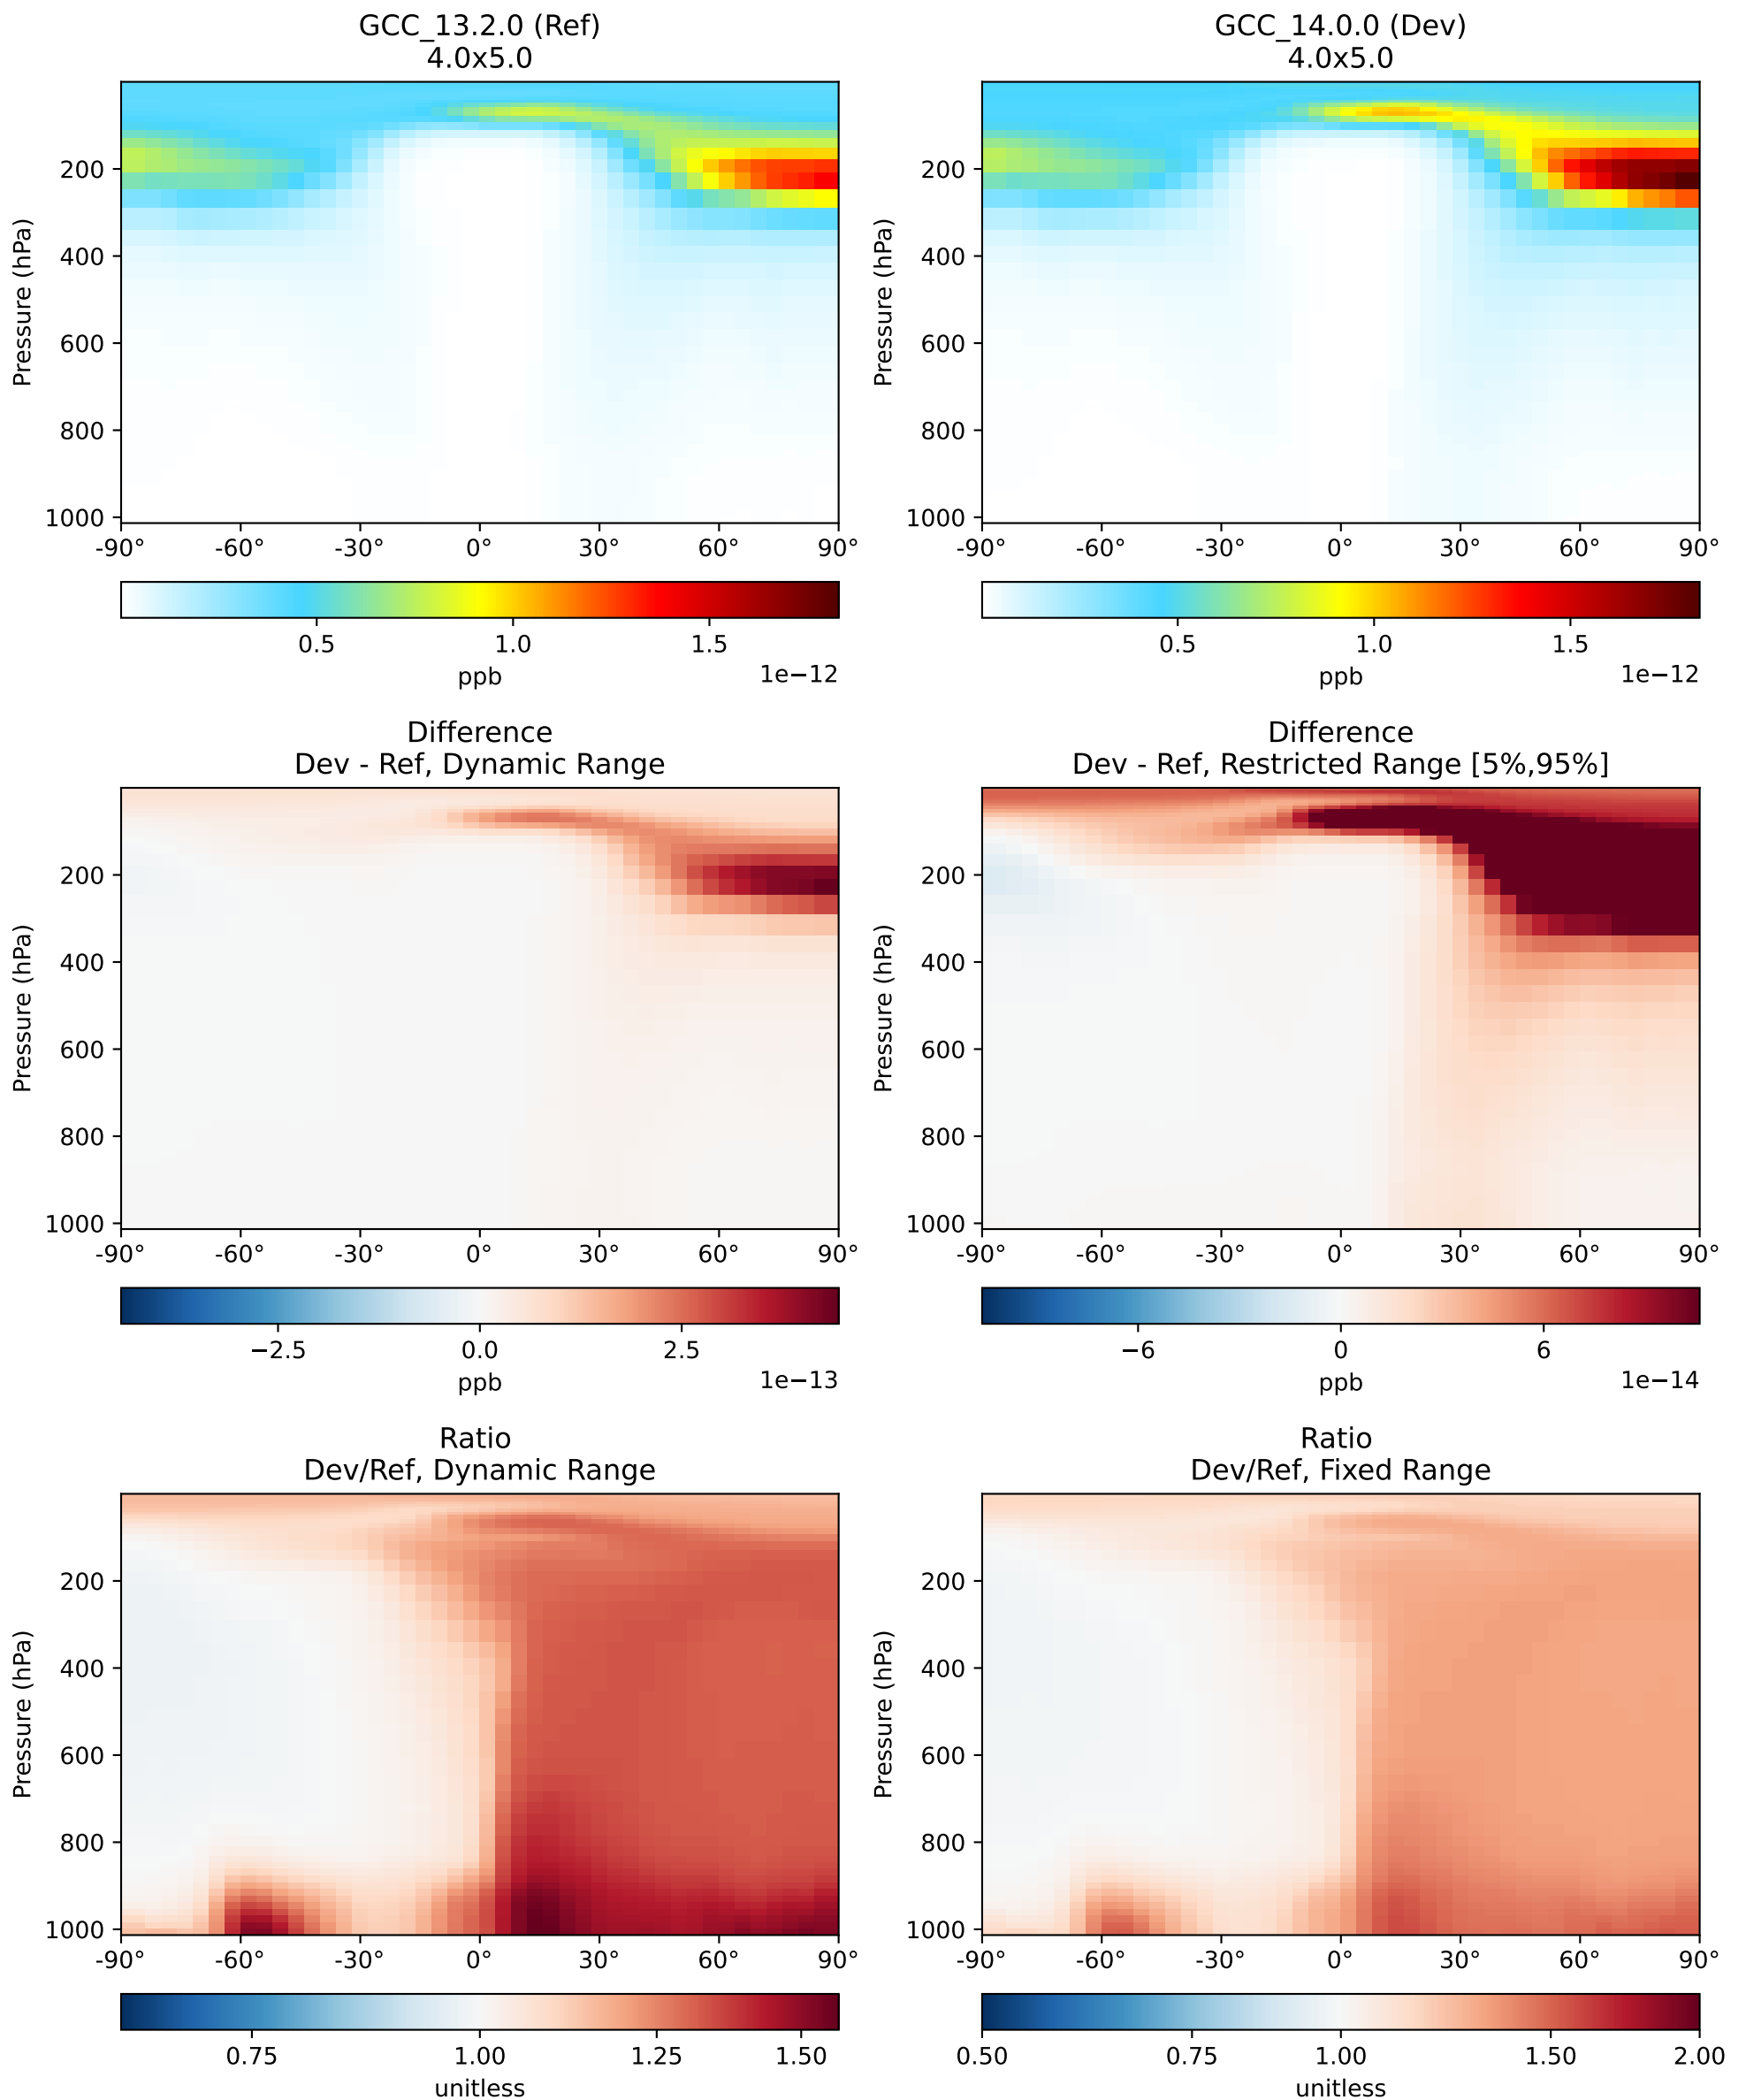 GCC_13.2.0 (Ref)
4.0x5.0
Pressure (hPa)
200
400
600
800
1000
-90° -60° -30° 0° 30° 60° 90°
0.5 1.0 1.5
ppb
1e−12
GCC_14.0.0 (Dev)
4.0x5.0
Pressure (hPa)
200
400
600
800
1000
-90° -60° -30° 0° 30° 60° 90°
0.5 1.0 1.5
ppb
1e−12
Difference
Dev - Ref, Dynamic Range
Pressure (hPa)
200
400
600
800
1000
-90° -60° -30° 0° 30° 60° 90°
−2.5 0.0 2.5
ppb
1e−13
Difference
Dev - Ref, Restricted Range [5%,95%]
Pressure (hPa)
200
400
600
800
1000
-90° -60° -30° 0° 30° 60° 90°
−6 0 6
ppb
1e−14
Ratio
Dev/Ref, Dynamic Range
Pressure (hPa)
200
400
600
800
1000
-90° -60° -30° 0° 30° 60° 90°
0.75 1.00 1.25 1.50
unitless
Ratio
Dev/Ref, Fixed Range
Pressure (hPa)
200
400
600
800
1000
-90° -60° -30° 0° 30° 60° 90°
0.50 0.75 1.00 1.50 2.00
unitless